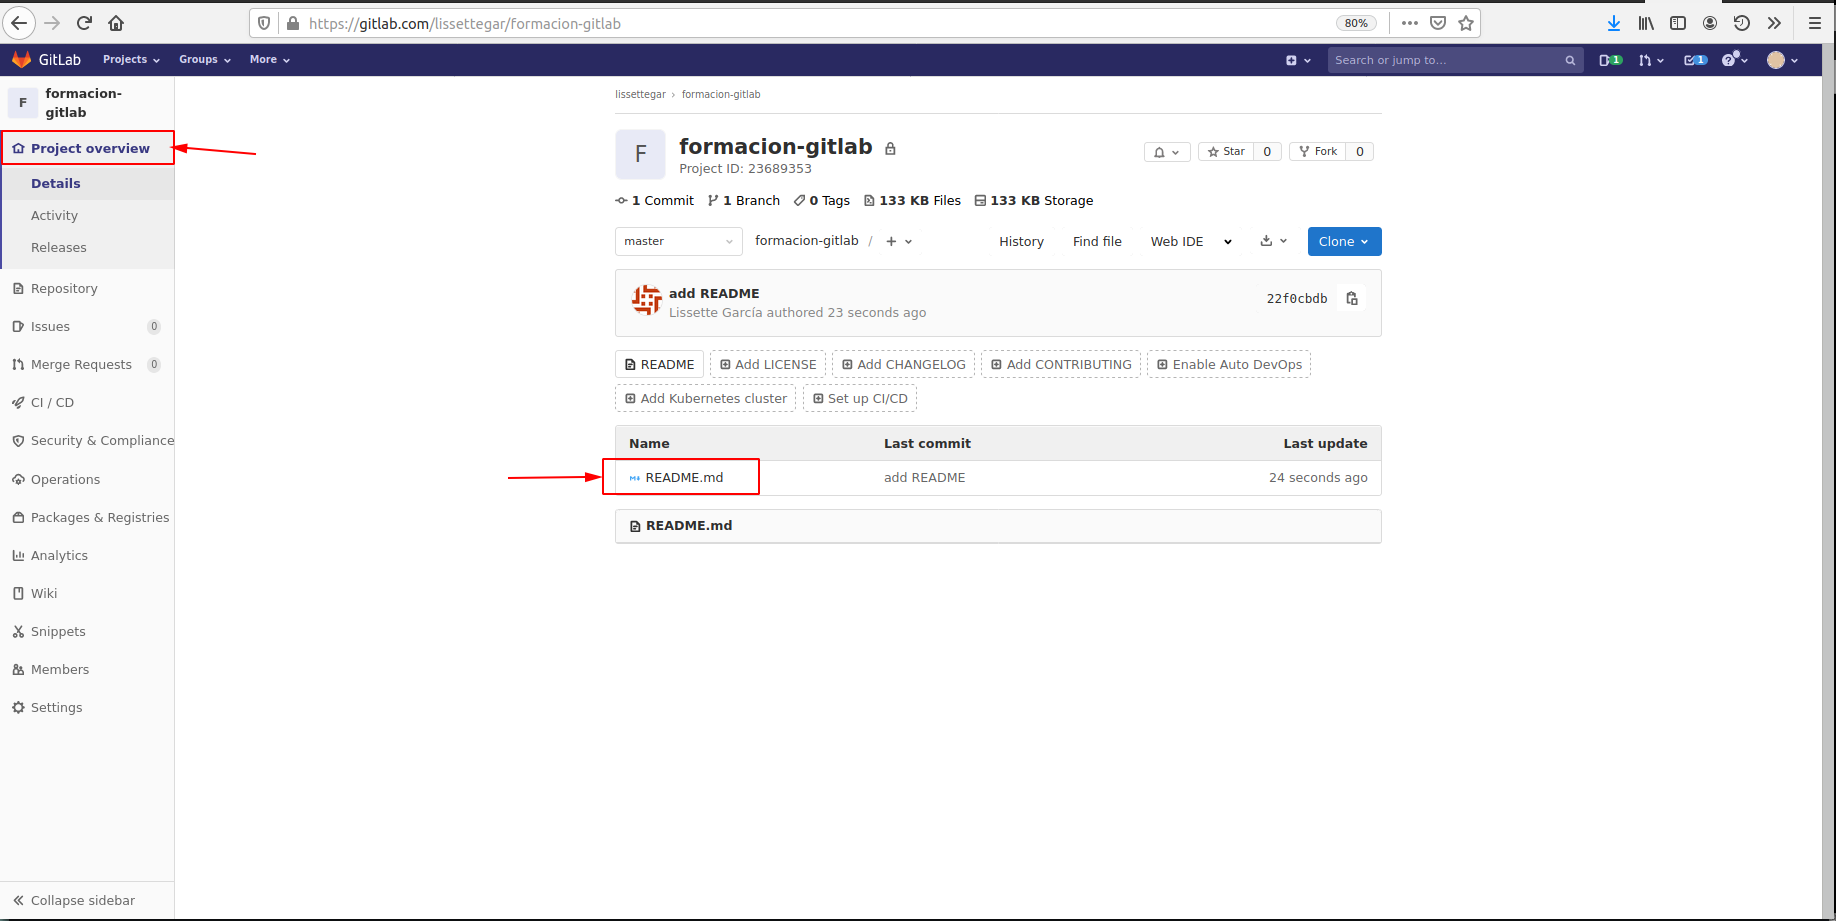 https://gitlab.com/lissettegar/formacion-gitlab
80%
GitLab
Projects
Groups
More
Search or jump to...
1
1
F
formacion-gitlab
Project overview
Details
Activity
Releases
Repository
Issues
0
Merge Requests
0
CI / CD
Security & Compliance
Operations
Packages & Registries
Analytics
Wiki
Snippets
Members
Settings
Collapse sidebar
lissettegar › formacion-gitlab
F
formacion-gitlab
Project ID: 23689353
Star 0
Fork 0
1 Commit 1 Branch 0 Tags 133 KB Files 133 KB Storage
master
formacion-gitlab / +
History
Find file
Web IDE
Clone
add README
Lissette García authored 23 seconds ago
22f0cbdb
README Add LICENSE Add CHANGELOG Add CONTRIBUTING Enable Auto DevOps
Add Kubernetes cluster Set up CI/CD
Name Last commit Last update
README.md add README 24 seconds ago
README.md